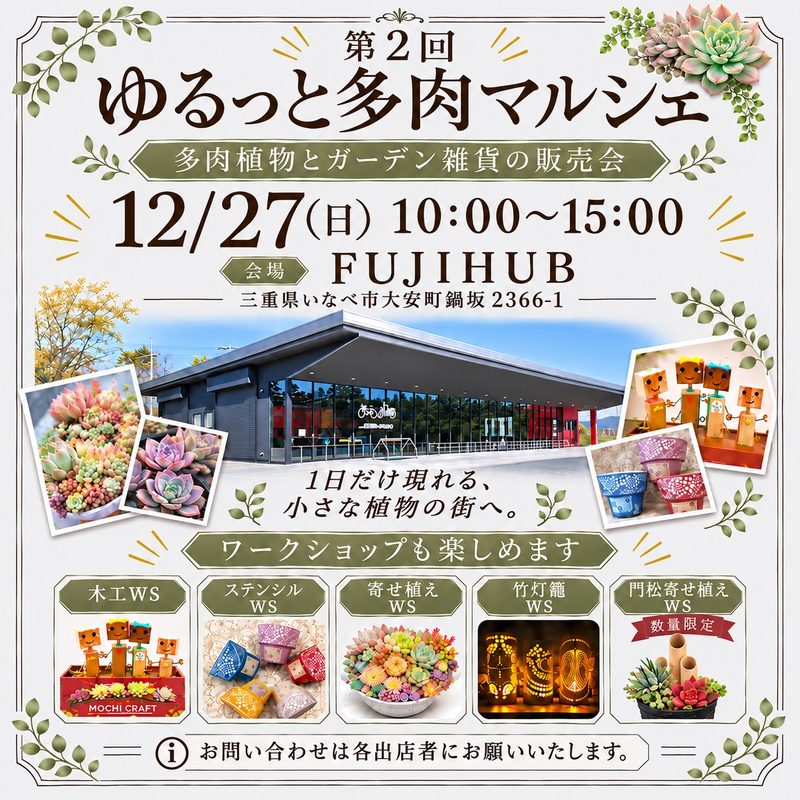 第2回
ゆるっと多肉マルシェ
多肉植物とガーデン雑貨の販売会
12/27(日) 10:00〜15:00
会場 FUJIHUB
三重県いなべ市大安町鍋坂 2366-1
1日だけ現れる、
小さな植物の街へ。
ワークショップも楽しめます
木工WS
MOCHI CRAFT
ステンシル
WS
寄せ植え
WS
竹灯籠
WS
門松寄せ植え
WS
数量限定
お問い合わせは各出店者にお願いいたします。